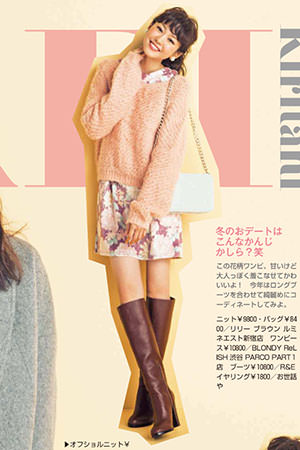 RI
kiritani
冬のおデートは
こんなかんじ
かしら？笑
この花柄ワンピ、甘いけど
大人っぽく着こなせてかわ
いいよ！　今年はロングブ
ーツを合わせて綺麗めにコ
ーディネートしてみよ。
ニット¥9800・バッグ¥84
00／リリー ブラウン ルミ
ネエスト新宿店　ワンピー
ス¥10800／BLONDY ReL
ISH 渋谷 PARCO PART 1
店　ブーツ¥10800／R&E
イヤリング¥1800／お世話
や
▶オフショルニット¥